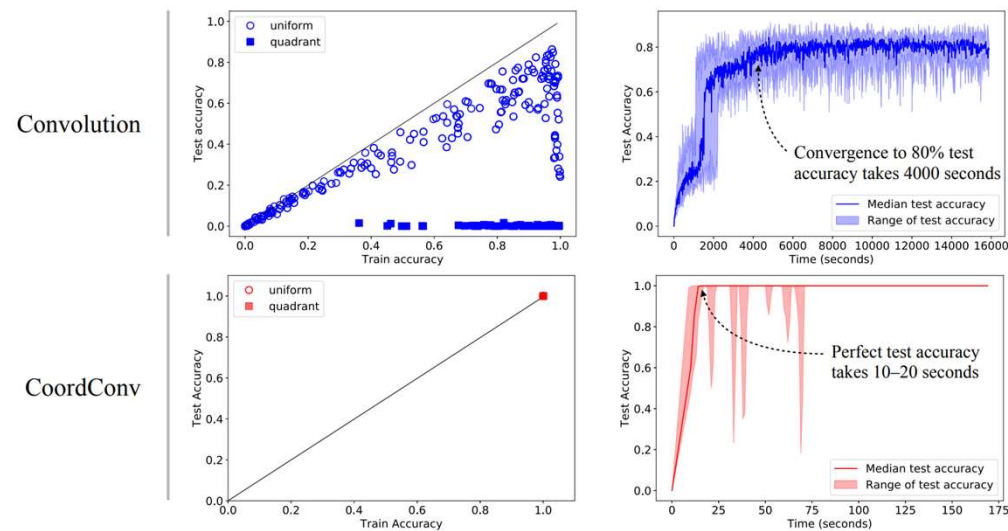 Convolution
uniform
quadrant
Test accuracy
1.0
0.8
0.6
0.4
0.2
0.0
0.0 0.2 0.4 0.6 0.8 1.0
Train accuracy
Test Accuracy
0.8
0.6
0.4
0.2
0.0
Convergence to 80% test
accuracy takes 4000 seconds
Median test accuracy
Range of test accuracy
0 2000 4000 6000 8000 10000 12000 14000 16000
Time (seconds)
CoordConv
uniform
quadrant
Test Accuracy
1.0
0.8
0.6
0.4
0.2
0.0
0.0 0.2 0.4 0.6 0.8 1.0
Train Accuracy
Test Accuracy
1.0
0.8
0.6
0.4
0.2
0.0
Perfect test accuracy
takes 10–20 seconds
Median test accuracy
Range of test accuracy
0 25 50 75 100 125 150 175
Time (seconds)